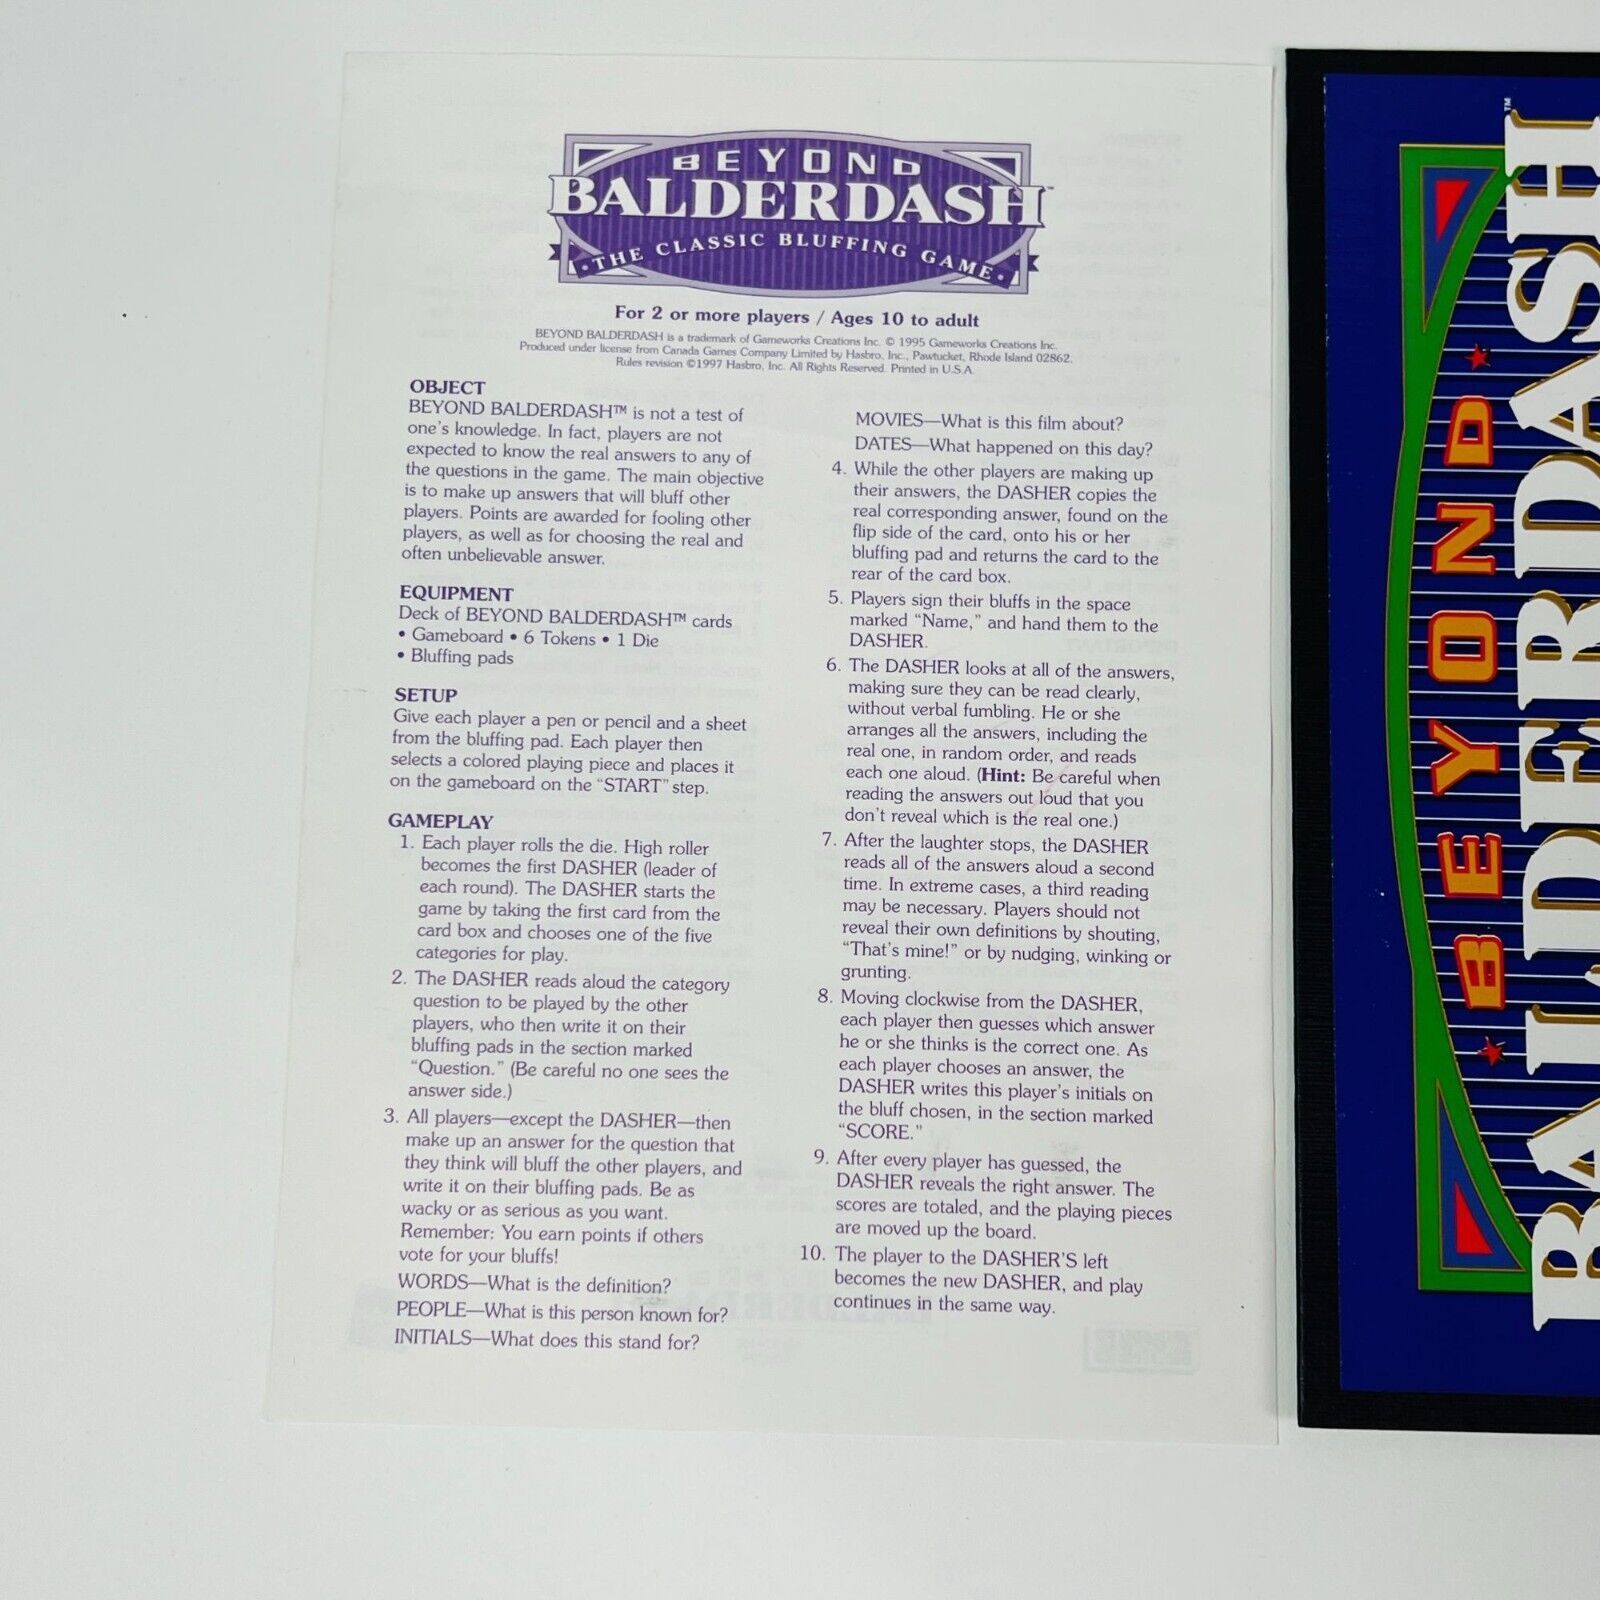 BEYOND
BALDERDASH™
• THE CLASSIC BLUFFING GAME •
For 2 or more players / Ages 10 to adult
BEYOND BALDERDASH is a trademark of Gameworks Creations Inc. © 1995 Gameworks Creations Inc.
Produced under license from Canada Games Company Limited by Hasbro, Inc., Pawtucket, Rhode Island 02862.
Rules revision ©1997 Hasbro, Inc. All Rights Reserved. Printed in U.S.A.
OBJECT
BEYOND BALDERDASH™ is not a test of
one's knowledge. In fact, players are not
expected to know the real answers to any of
the questions in the game. The main objective
is to make up answers that will bluff other
players. Points are awarded for fooling other
players, as well as for choosing the real and
often unbelievable answer.
EQUIPMENT
Deck of BEYOND BALDERDASH™ cards
• Gameboard • 6 Tokens • 1 Die
• Bluffing pads
SETUP
Give each player a pen or pencil and a sheet
from the bluffing pad. Each player then
selects a colored playing piece and places it
on the gameboard on the "START" step.
GAMEPLAY
1. Each player rolls the die. High roller
becomes the first DASHER (leader of
each round). The DASHER starts the
game by taking the first card from the
card box and chooses one of the five
categories for play.
2. The DASHER reads aloud the category
question to be played by the other
players, who then write it on their
bluffing pads in the section marked
"Question." (Be careful no one sees the
answer side.)
3. All players—except the DASHER—then
make up an answer for the question that
they think will bluff the other players, and
write it on their bluffing pads. Be as
wacky or as serious as you want.
Remember: You earn points if others
vote for your bluffs!
WORDS—What is the definition?
PEOPLE—What is this person known for?
INITIALS—What does this stand for?
MOVIES—What is this film about?
DATES—What happened on this day?
4. While the other players are making up
their answers, the DASHER copies the
real corresponding answer, found on the
flip side of the card, onto his or her
bluffing pad and returns the card to the
rear of the card box.
5. Players sign their bluffs in the space
marked "Name," and hand them to the
DASHER.
6. The DASHER looks at all of the answers,
making sure they can be read clearly,
without verbal fumbling. He or she
arranges all the answers, including the
real one, in random order, and reads
each one aloud. (Hint: Be careful when
reading the answers out loud that you
don't reveal which is the real one.)
7. After the laughter stops, the DASHER
reads all of the answers aloud a second
time. In extreme cases, a third reading
may be necessary. Players should not
reveal their own definitions by shouting,
"That's mine!" or by nudging, winking or
grunting.
8. Moving clockwise from the DASHER,
each player then guesses which answer
he or she thinks is the correct one. As
each player chooses an answer, the
DASHER writes this player's initials on
the bluff chosen, in the section marked
"SCORE."
9. After every player has guessed, the
DASHER reveals the right answer. The
scores are totaled, and the playing pieces
are moved up the board.
10. The player to the DASHER'S left
becomes the new DASHER, and play
continues in the same way.
BEYOND
BALDERDASH™